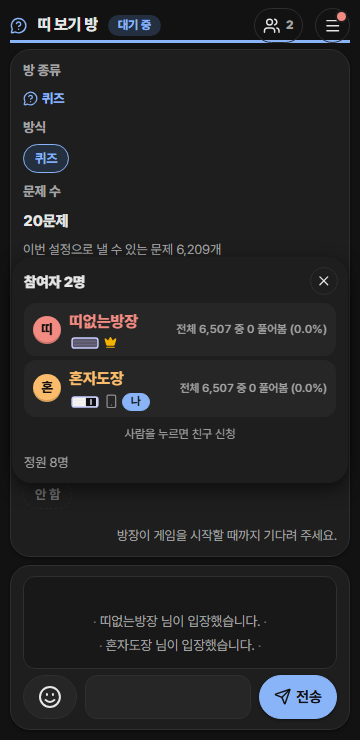 띠 보기 방 대기 중 2
방 종류
퀴즈
방식
퀴즈
문제 수
20문제
이번 설정으로 낼 수 있는 문제 6,209개
참여자 2명
띠 띠없는방장 전체 6,507 중 0 풀어봄 (0.0%)
혼 혼자도장 전체 6,507 중 0 풀어봄 (0.0%)
나
사람을 누르면 친구 신청
정원 8명
안 함
방장이 게임을 시작할 때까지 기다려 주세요.
· 띠없는방장 님이 입장했습니다. ·
· 혼자도장 님이 입장했습니다. ·
전송